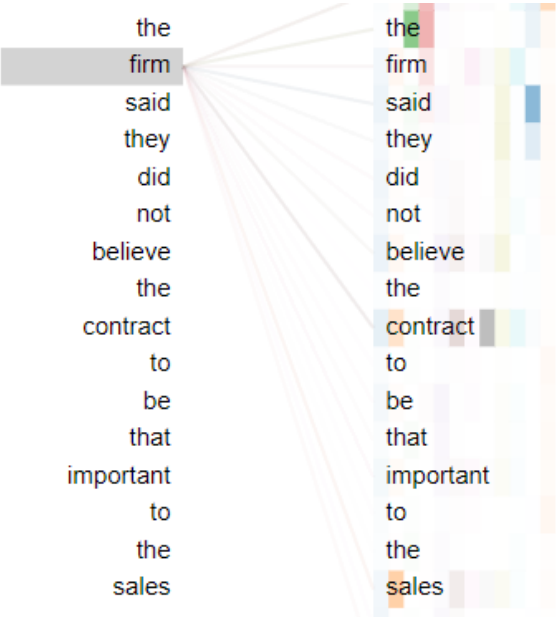 the the
firm firm
said said
they they
did did
not not
believe believe
the the
contract contract
to to
be be
that that
important important
to to
the the
sales sales